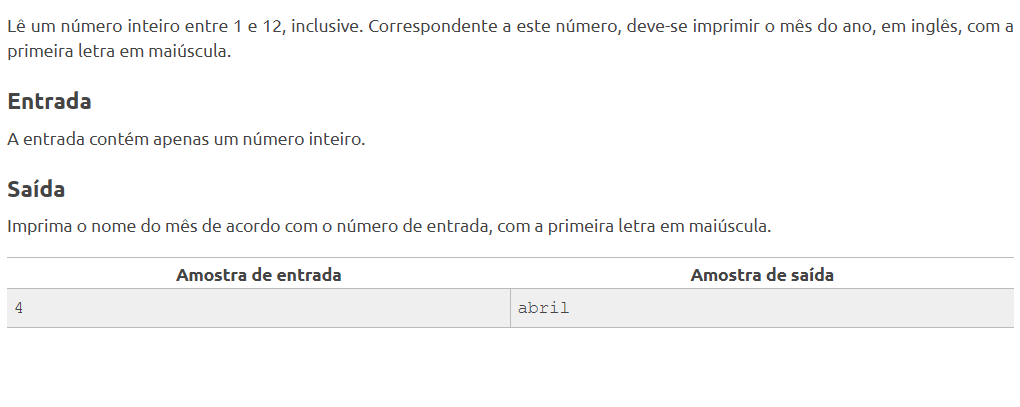 Lê um número inteiro entre 1 e 12, inclusive. Correspondente a este número, deve-se imprimir o mês do ano, em inglês, com a
primeira letra em maiúscula.
Entrada
A entrada contém apenas um número inteiro.
Saída
Imprima o nome do mês de acordo com o número de entrada, com a primeira letra em maiúscula.
Amostra de entrada Amostra de saída
4 abril